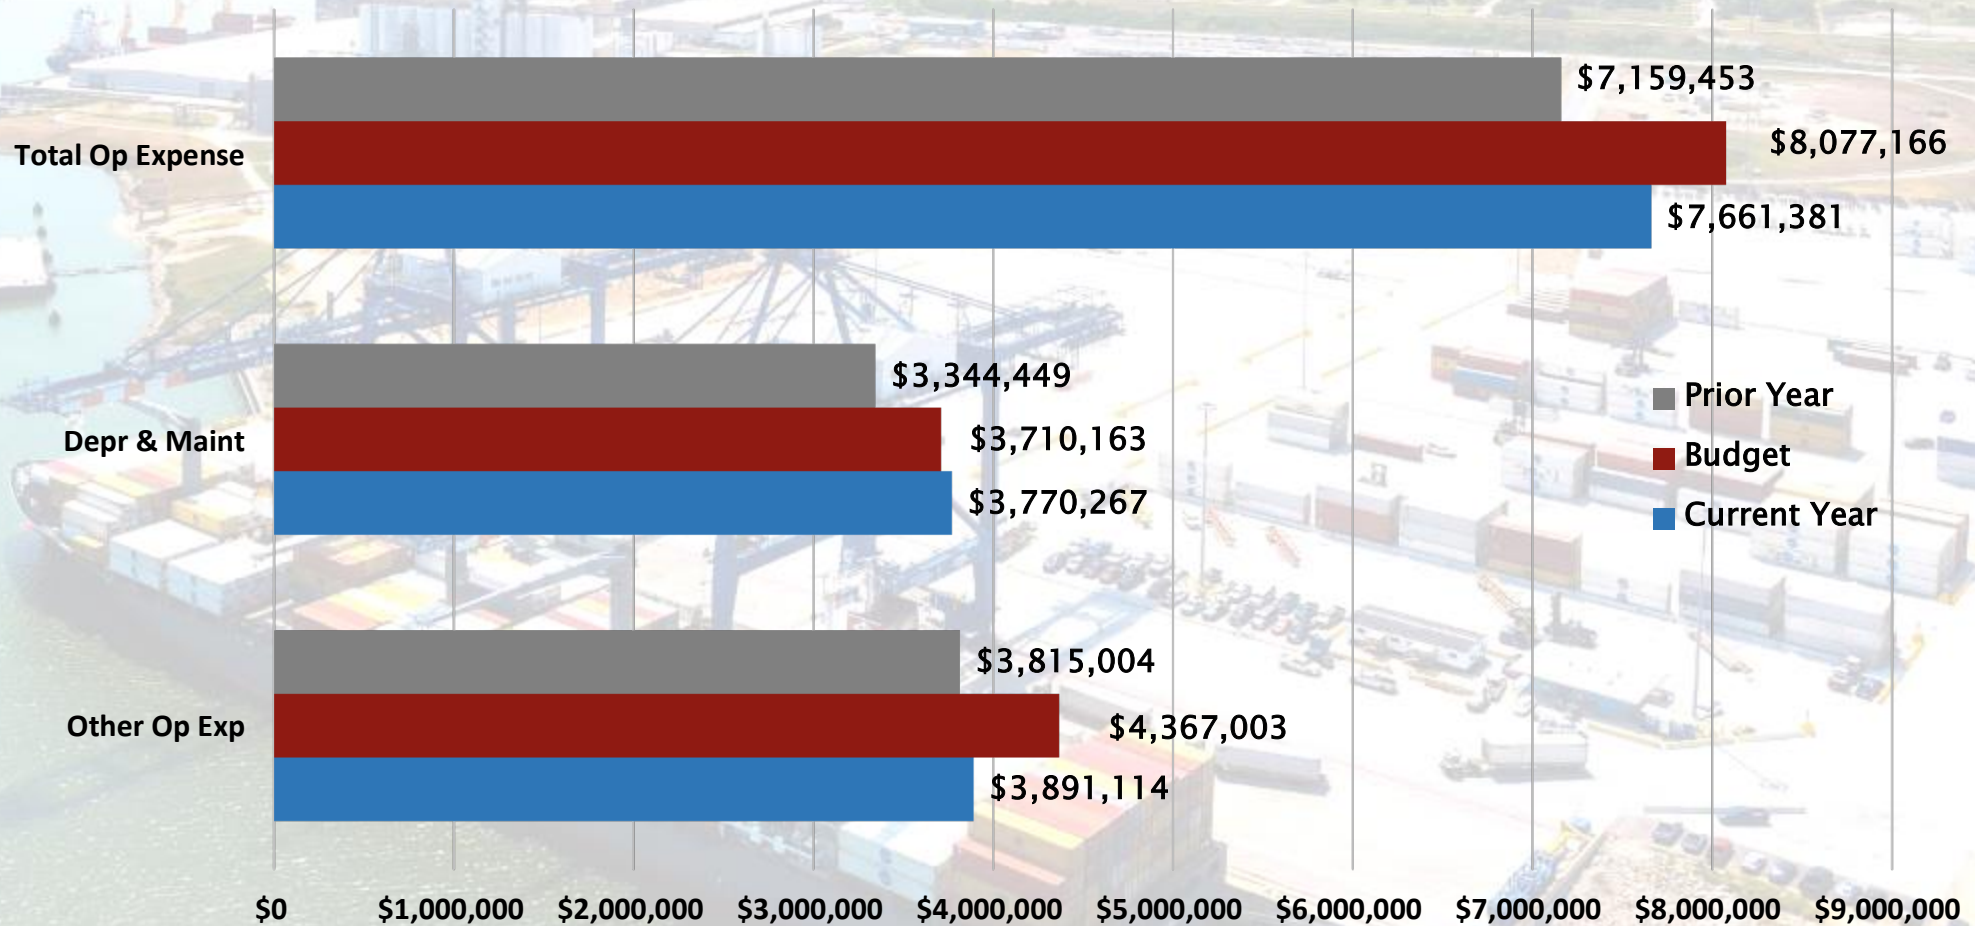 $7,159,453
Total Op Expense
$8,077,166
$7,661,381
$3,344,449
Depr & Maint
$3,710,163
$3,770,267
Prior Year
Budget
Current Year
$3,815,004
Other Op Exp
$4,367,003
$3,891,114
$0 $1,000,000 $2,000,000 $3,000,000 $4,000,000 $5,000,000 $6,000,000 $7,000,000 $8,000,000 $9,000,000